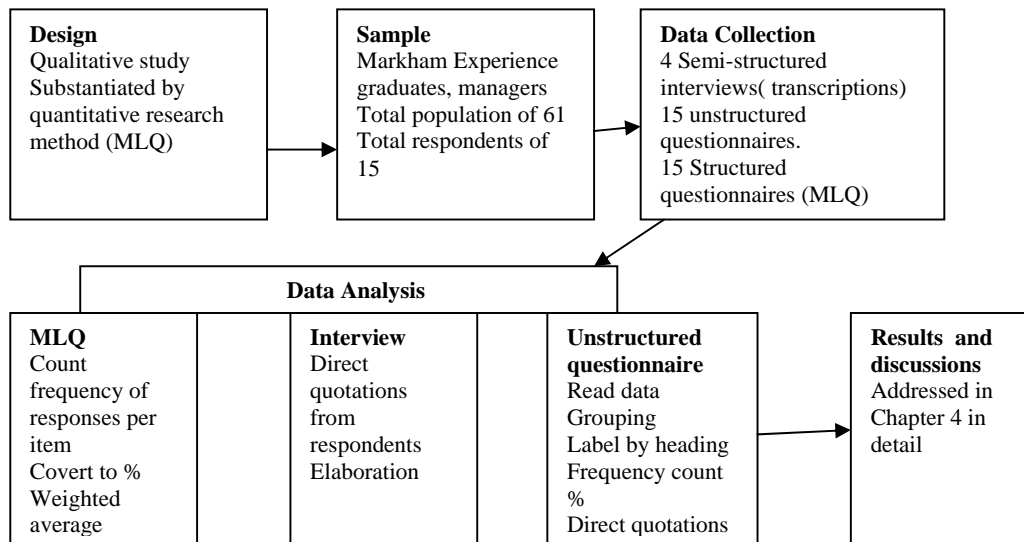 Design
Qualitative study
Substantiated by
quantitative research
method (MLQ)
Sample
Markham Experience
graduates, managers
Total population of 61
Total respondents of
15
Data Collection
4 Semi-structured
interviews( transcriptions)
15 unstructured
questionnaires.
15 Structured
questionnaires (MLQ)
Data Analysis
MLQ
Count
frequency of
responses per
item
Covert to %
Weighted
average
Interview
Direct
quotations
from
respondents
Elaboration
Unstructured
questionnaire
Read data
Grouping
Label by heading
Frequency count
%
Direct quotations
Results and
discussions
Addressed in
Chapter 4 in
detail